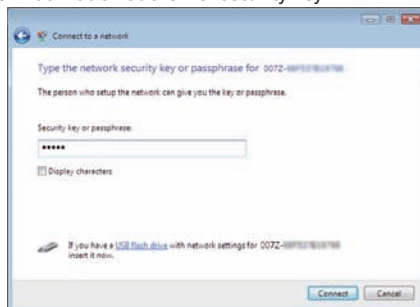 Connect to a network
Type the network security key or passphrase for 007Z-
The person who setup the network can give you the key or passphrase.
Security key or passphrase:
•••••
Display characters
If you have a USB flash drive with network settings for 007Z-
insert it now.
Connect Cancel